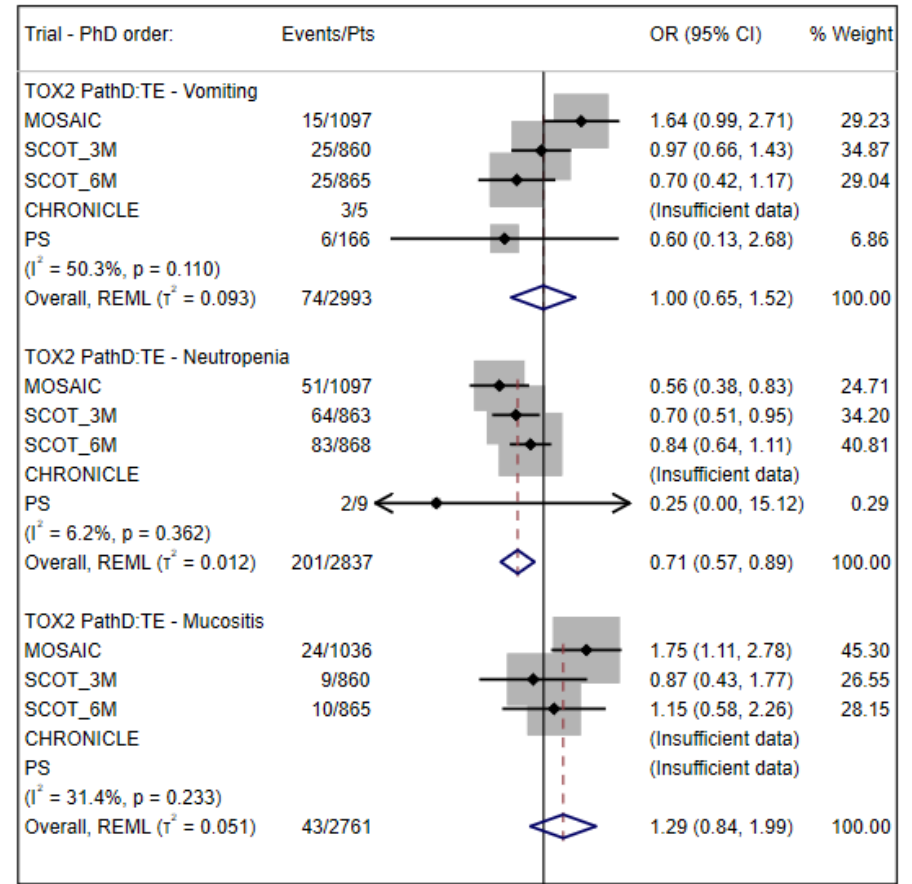 Trial - PhD order: Events/Pts OR (95% CI) % Weight
TOX2 PathD:TE - Vomiting
MOSAIC 15/1097 1.64 (0.99, 2.71) 29.23
SCOT_3M 25/860 0.97 (0.66, 1.43) 34.87
SCOT_6M 25/865 0.70 (0.42, 1.17) 29.04
CHRONICLE 3/5 (Insufficient data)
PS 6/166 0.60 (0.13, 2.68) 6.86
(I² = 50.3%, p = 0.110)
Overall, REML (τ² = 0.093) 74/2993 1.00 (0.65, 1.52) 100.00
TOX2 PathD:TE - Neutropenia
MOSAIC 51/1097 0.56 (0.38, 0.83) 24.71
SCOT_3M 64/863 0.70 (0.51, 0.95) 34.20
SCOT_6M 83/868 0.84 (0.64, 1.11) 40.81
CHRONICLE (Insufficient data)
PS 2/9 0.25 (0.00, 15.12) 0.29
(I² = 6.2%, p = 0.362)
Overall, REML (τ² = 0.012) 201/2837 0.71 (0.57, 0.89) 100.00
TOX2 PathD:TE - Mucositis
MOSAIC 24/1036 1.75 (1.11, 2.78) 45.30
SCOT_3M 9/860 0.87 (0.43, 1.77) 26.55
SCOT_6M 10/865 1.15 (0.58, 2.26) 28.15
CHRONICLE (Insufficient data)
PS (Insufficient data)
(I² = 31.4%, p = 0.233)
Overall, REML (τ² = 0.051) 43/2761 1.29 (0.84, 1.99) 100.00